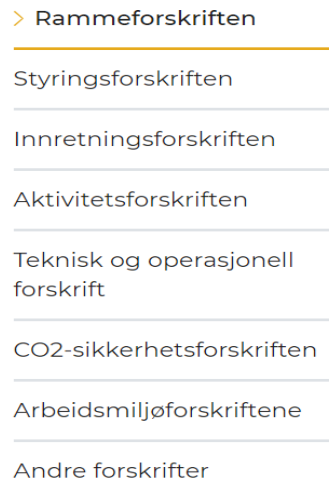 > Rammeforskriften
Styringsforskriften
Innretningsforskriften
Aktivitetsforskriften
Teknisk og operasjonell
forskrift
CO2-sikkerhetsforskriften
Arbeidsmiljøforskriftene
Andre forskrifter